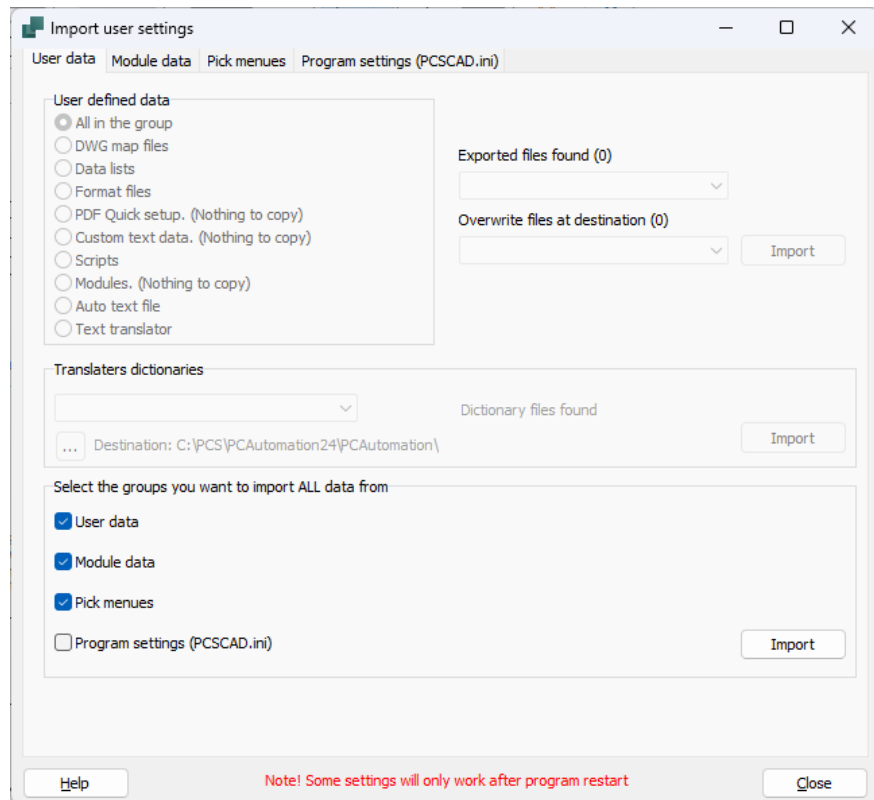 Import user settings
User data Module data Pick menues Program settings (PCSCAD.ini)
User defined data
All in the group
DWG map files
Data lists
Format files
PDF Quick setup. (Nothing to copy)
Custom text data. (Nothing to copy)
Scripts
Modules. (Nothing to copy)
Auto text file
Text translator
Exported files found (0)
Overwrite files at destination (0)
Import
Translaters dictionaries
Dictionary files found
... Destination: C:\PCS\PCAutomation24\PCAutomation\
Import
Select the groups you want to import ALL data from
User data
Module data
Pick menues
Program settings (PCSCAD.ini)
Import
Help
Note! Some settings will only work after program restart
Close